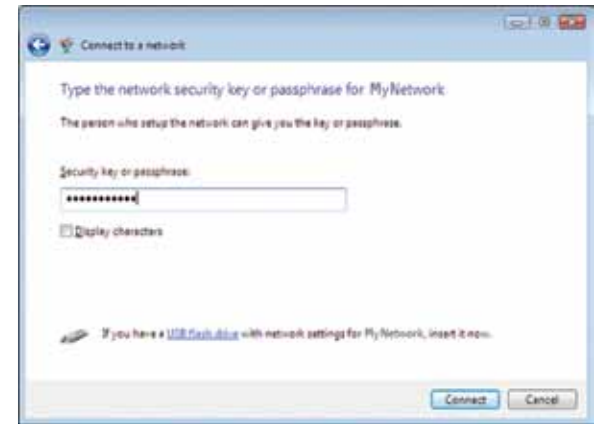 Connect to a network
Type the network security key or passphrase for MyNetwork
The person who setup the network can give you the key or passphrase.
Security key or passphrase:
•••••••••••
Display characters
If you have a USB flash drive with network settings for MyNetwork, insert it now.
Connect Cancel